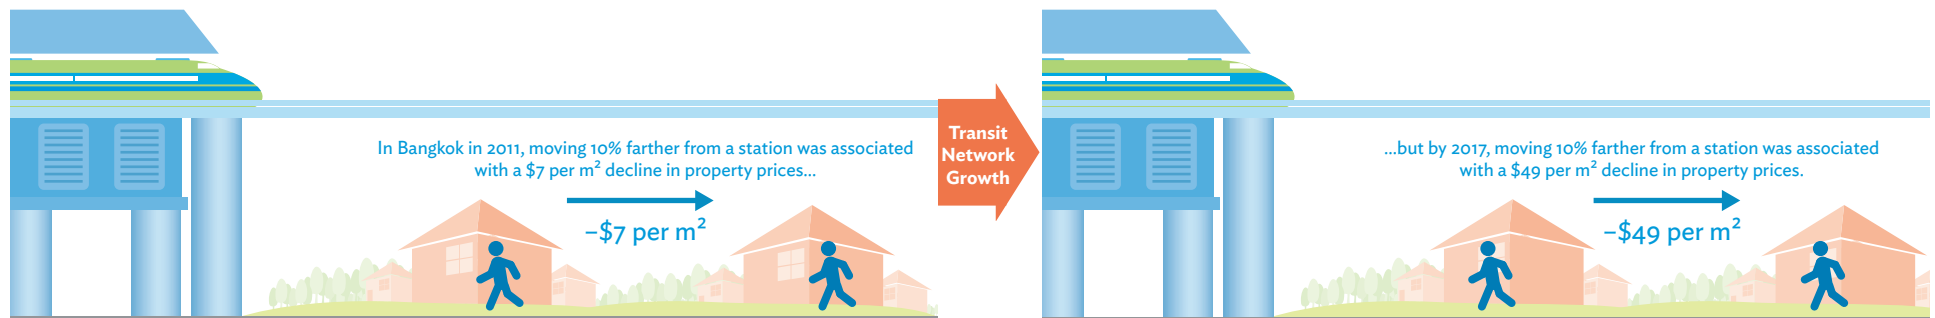 In Bangkok in 2011, moving 10% farther from a station was associated
with a $7 per m² decline in property prices...
–$7 per m²
Transit
Network
Growth
...but by 2017, moving 10% farther from a station was associated
with a $49 per m² decline in property prices.
–$49 per m²